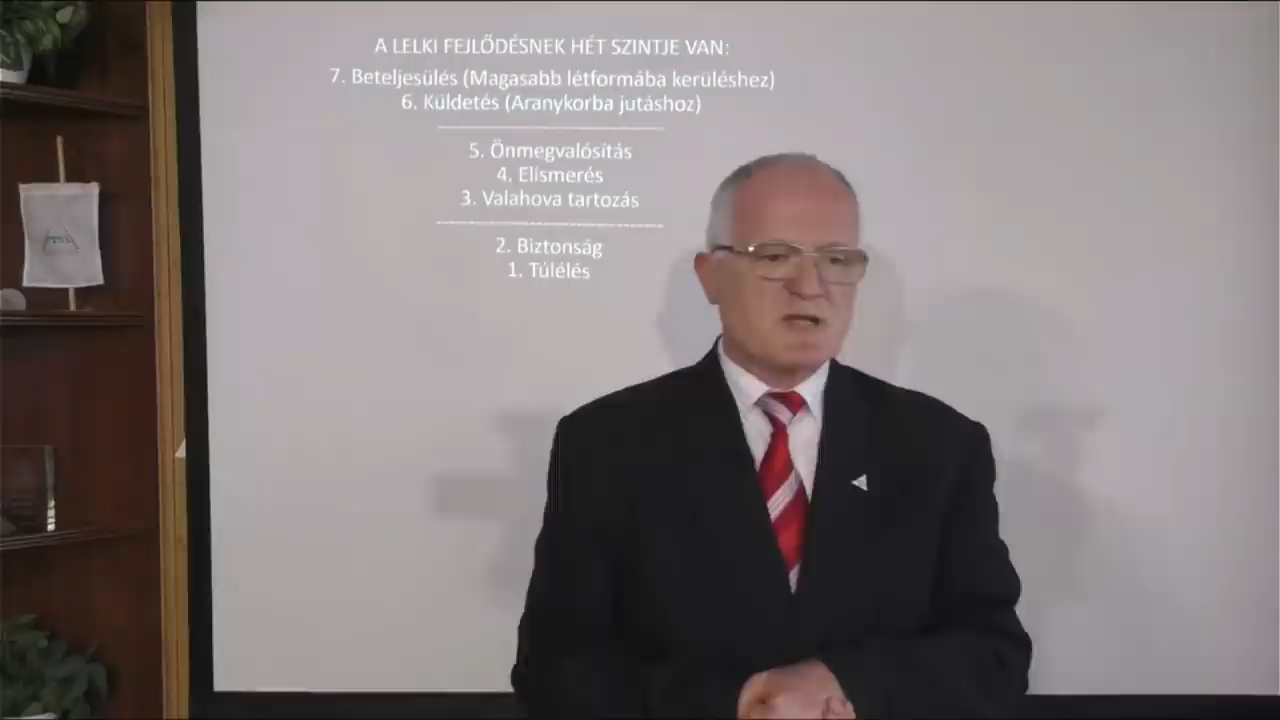 A LELKI FEJLŐDÉSNEK HÉT SZINTJE VAN:
7. Beteljesülés (Magasabb létformába kerüléshez)
6. Küldetés (Aranykorba jutáshoz)
5. Önmegvalósítás
4. Elismerés
3. Valahova tartozás
2. Biztonság
1. Túlélés